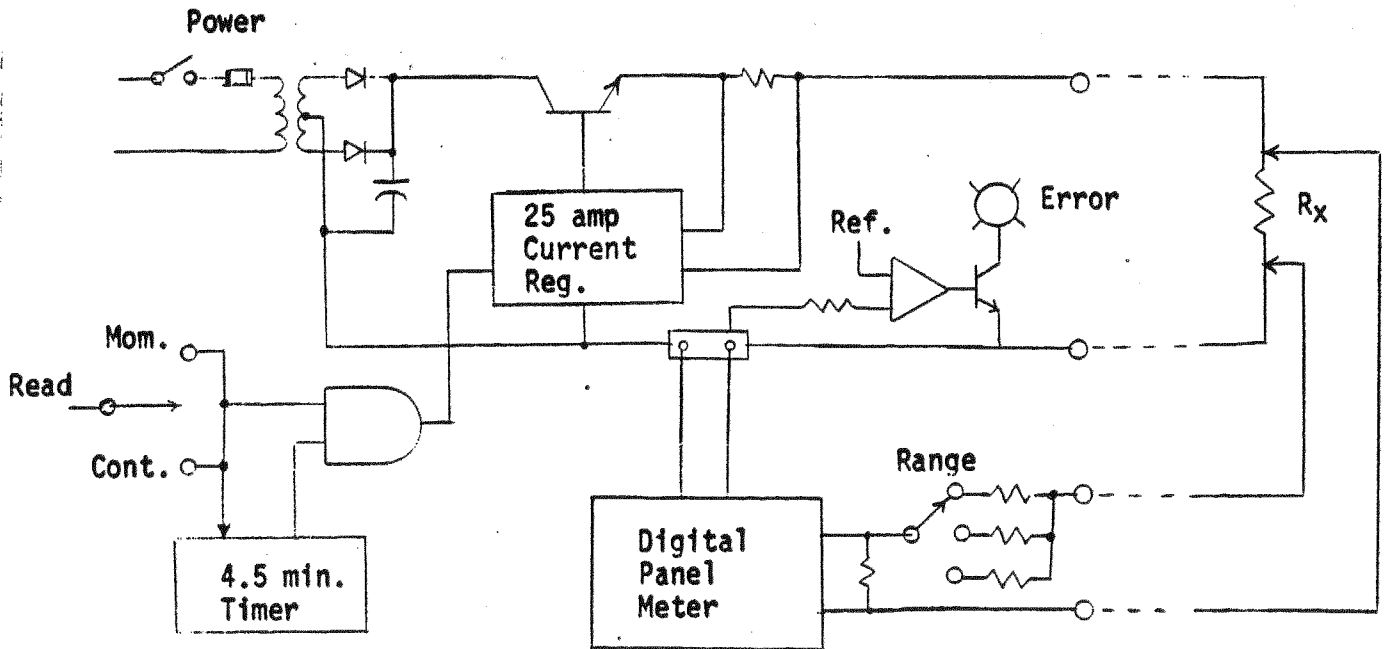 Power
25 amp
Current
Reg.
Ref.
Error
Rx
Mom.
Read
Cont.
4.5 min.
Timer
Range
Digital
Panel
Meter